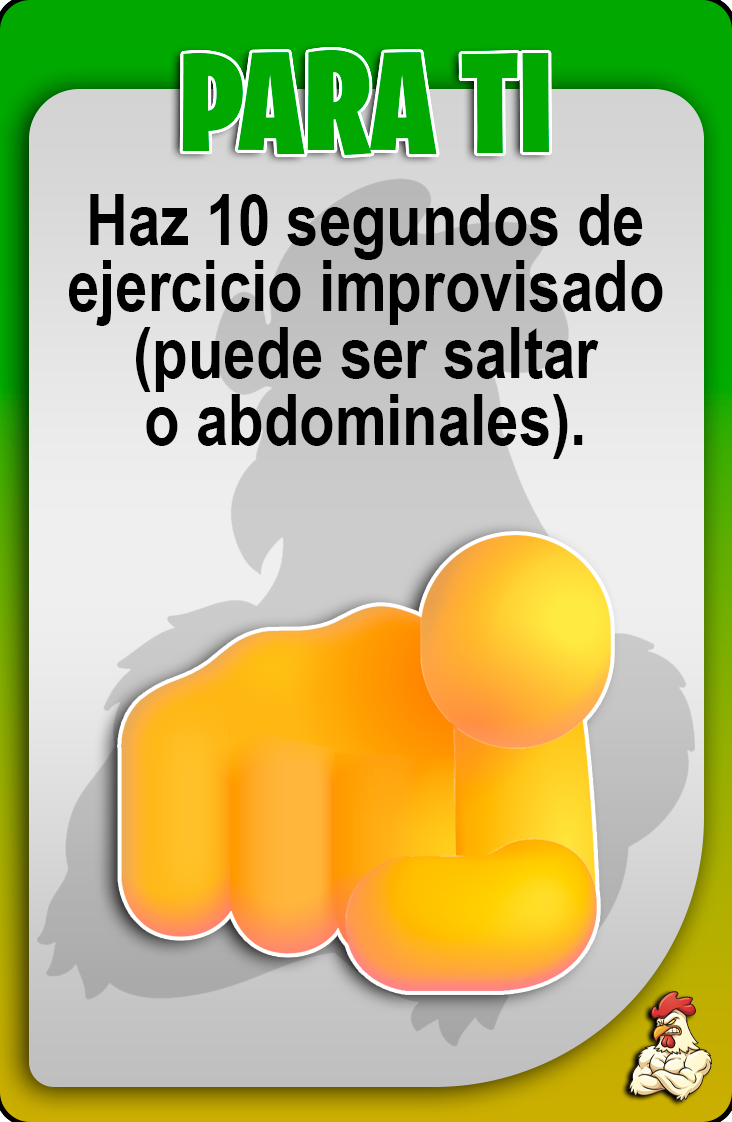 PARA TI
Haz 10 segundos de
ejercicio improvisado
(puede ser saltar
o abdominales).